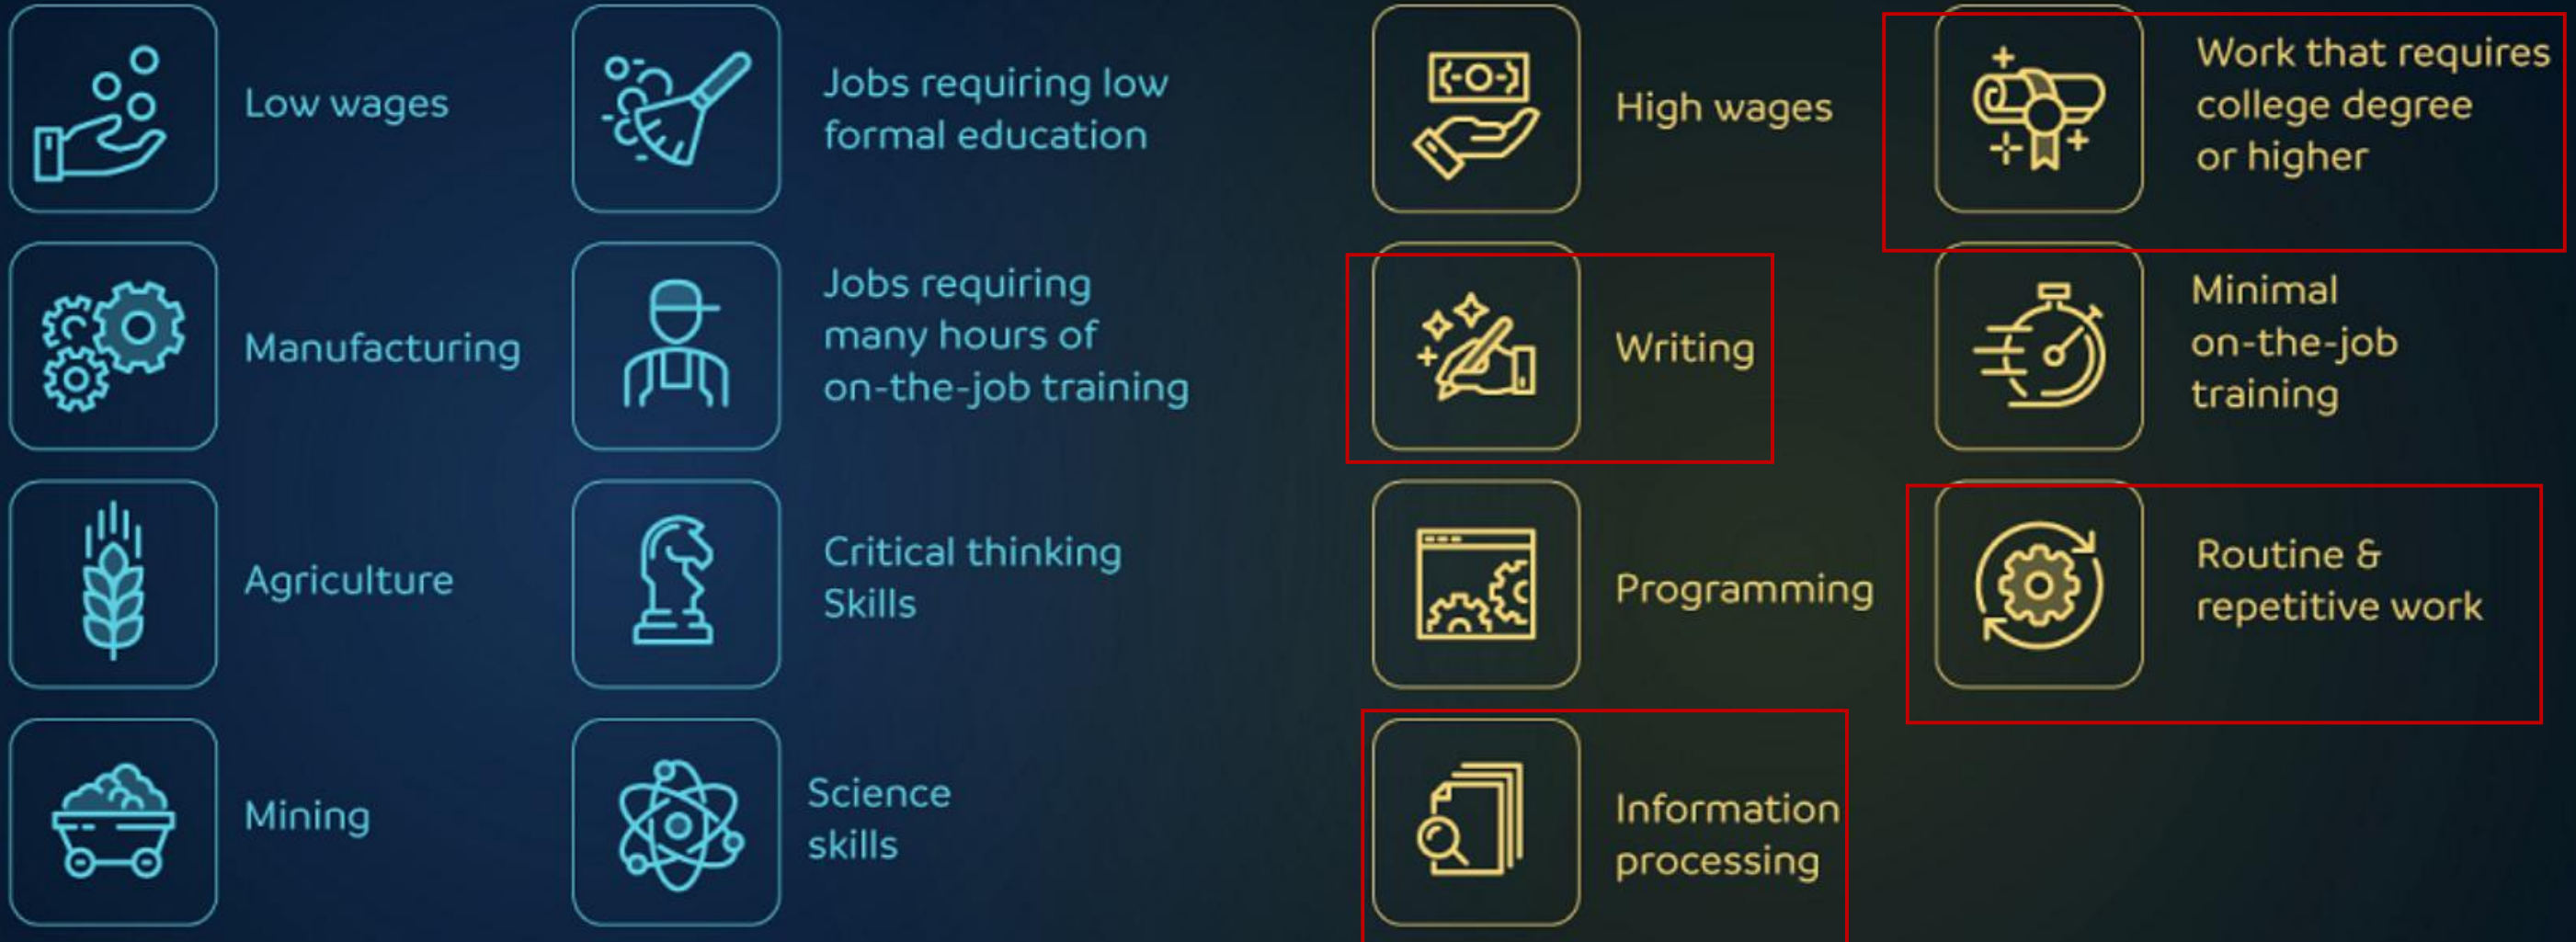 Low wages
Jobs requiring low
formal education
High wages
Work that requires
college degree
or higher
Manufacturing
Jobs requiring
many hours of
on-the-job training
Writing
Minimal
on-the-job
training
Agriculture
Critical thinking
Skills
Programming
Routine &
repetitive work
Mining
Science
skills
Information
processing